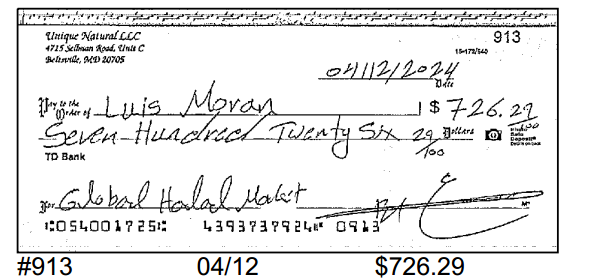 Unique Natural LLC
913
4715 Sellman Road, Unit C
15-172/540
Beltsville, MD 20705
04/12/2024
Date
Pay to the
Order of Luis Moran $ 726.29/100
Seven Hundred Twenty Six 29/100 Dollars
TD Bank
For Global Halal Market
⑆054001725⑆ 4393737924⑈ 0913
#913 04/12 $726.29